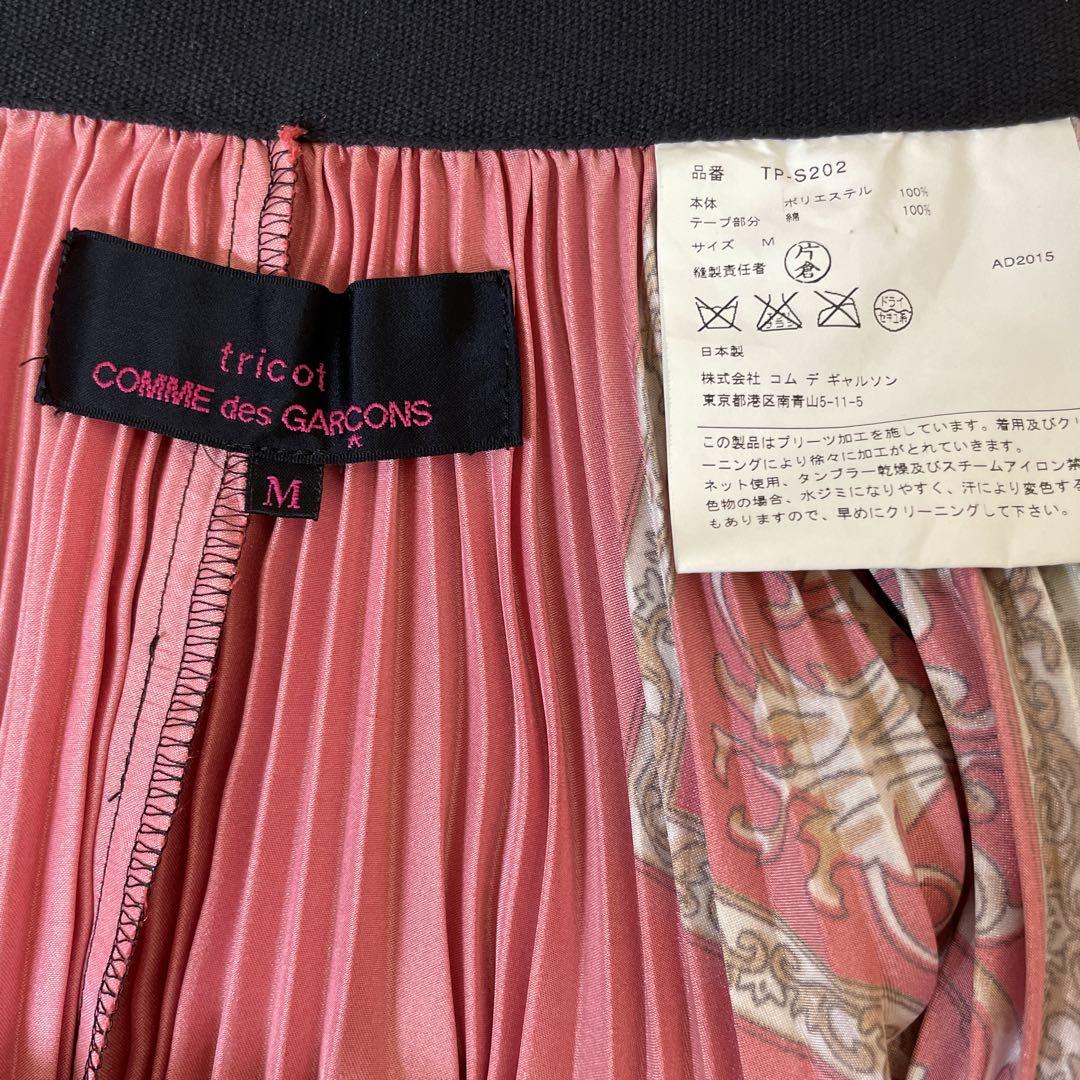 tricot
COMME des GARCONS
M
品番 TP-S202
本体 ポリエステル 100%
テープ部分 綿 100%
サイズ M
縫製責任者 片倉
AD2015
ドライ
セキユ系
日本製
株式会社 コム デ ギャルソン
東京都港区南青山5-11-5
この製品はプリーツ加工を施しています。着用及びクリ
ーニングにより徐々に加工がとれていきます。
ネット使用、タンブラー乾燥及びスチームアイロン禁
色物の場合、水ジミになりやすく、汗により変色する
もありますので、早めにクリーニングして下さい。